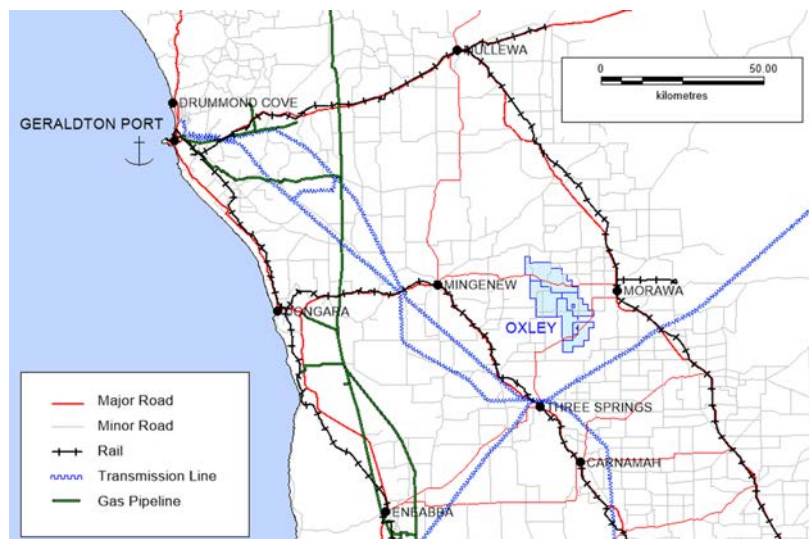 MULLEWA
0 50.00
kilometres
DRUMMOND COVE
GERALDTON PORT
MINGENEW
MORAWA
DONGARA
OXLEY
THREE SPRINGS
CARNAMAH
ENEABBA
Major Road
Minor Road
Rail
Transmission Line
Gas Pipeline